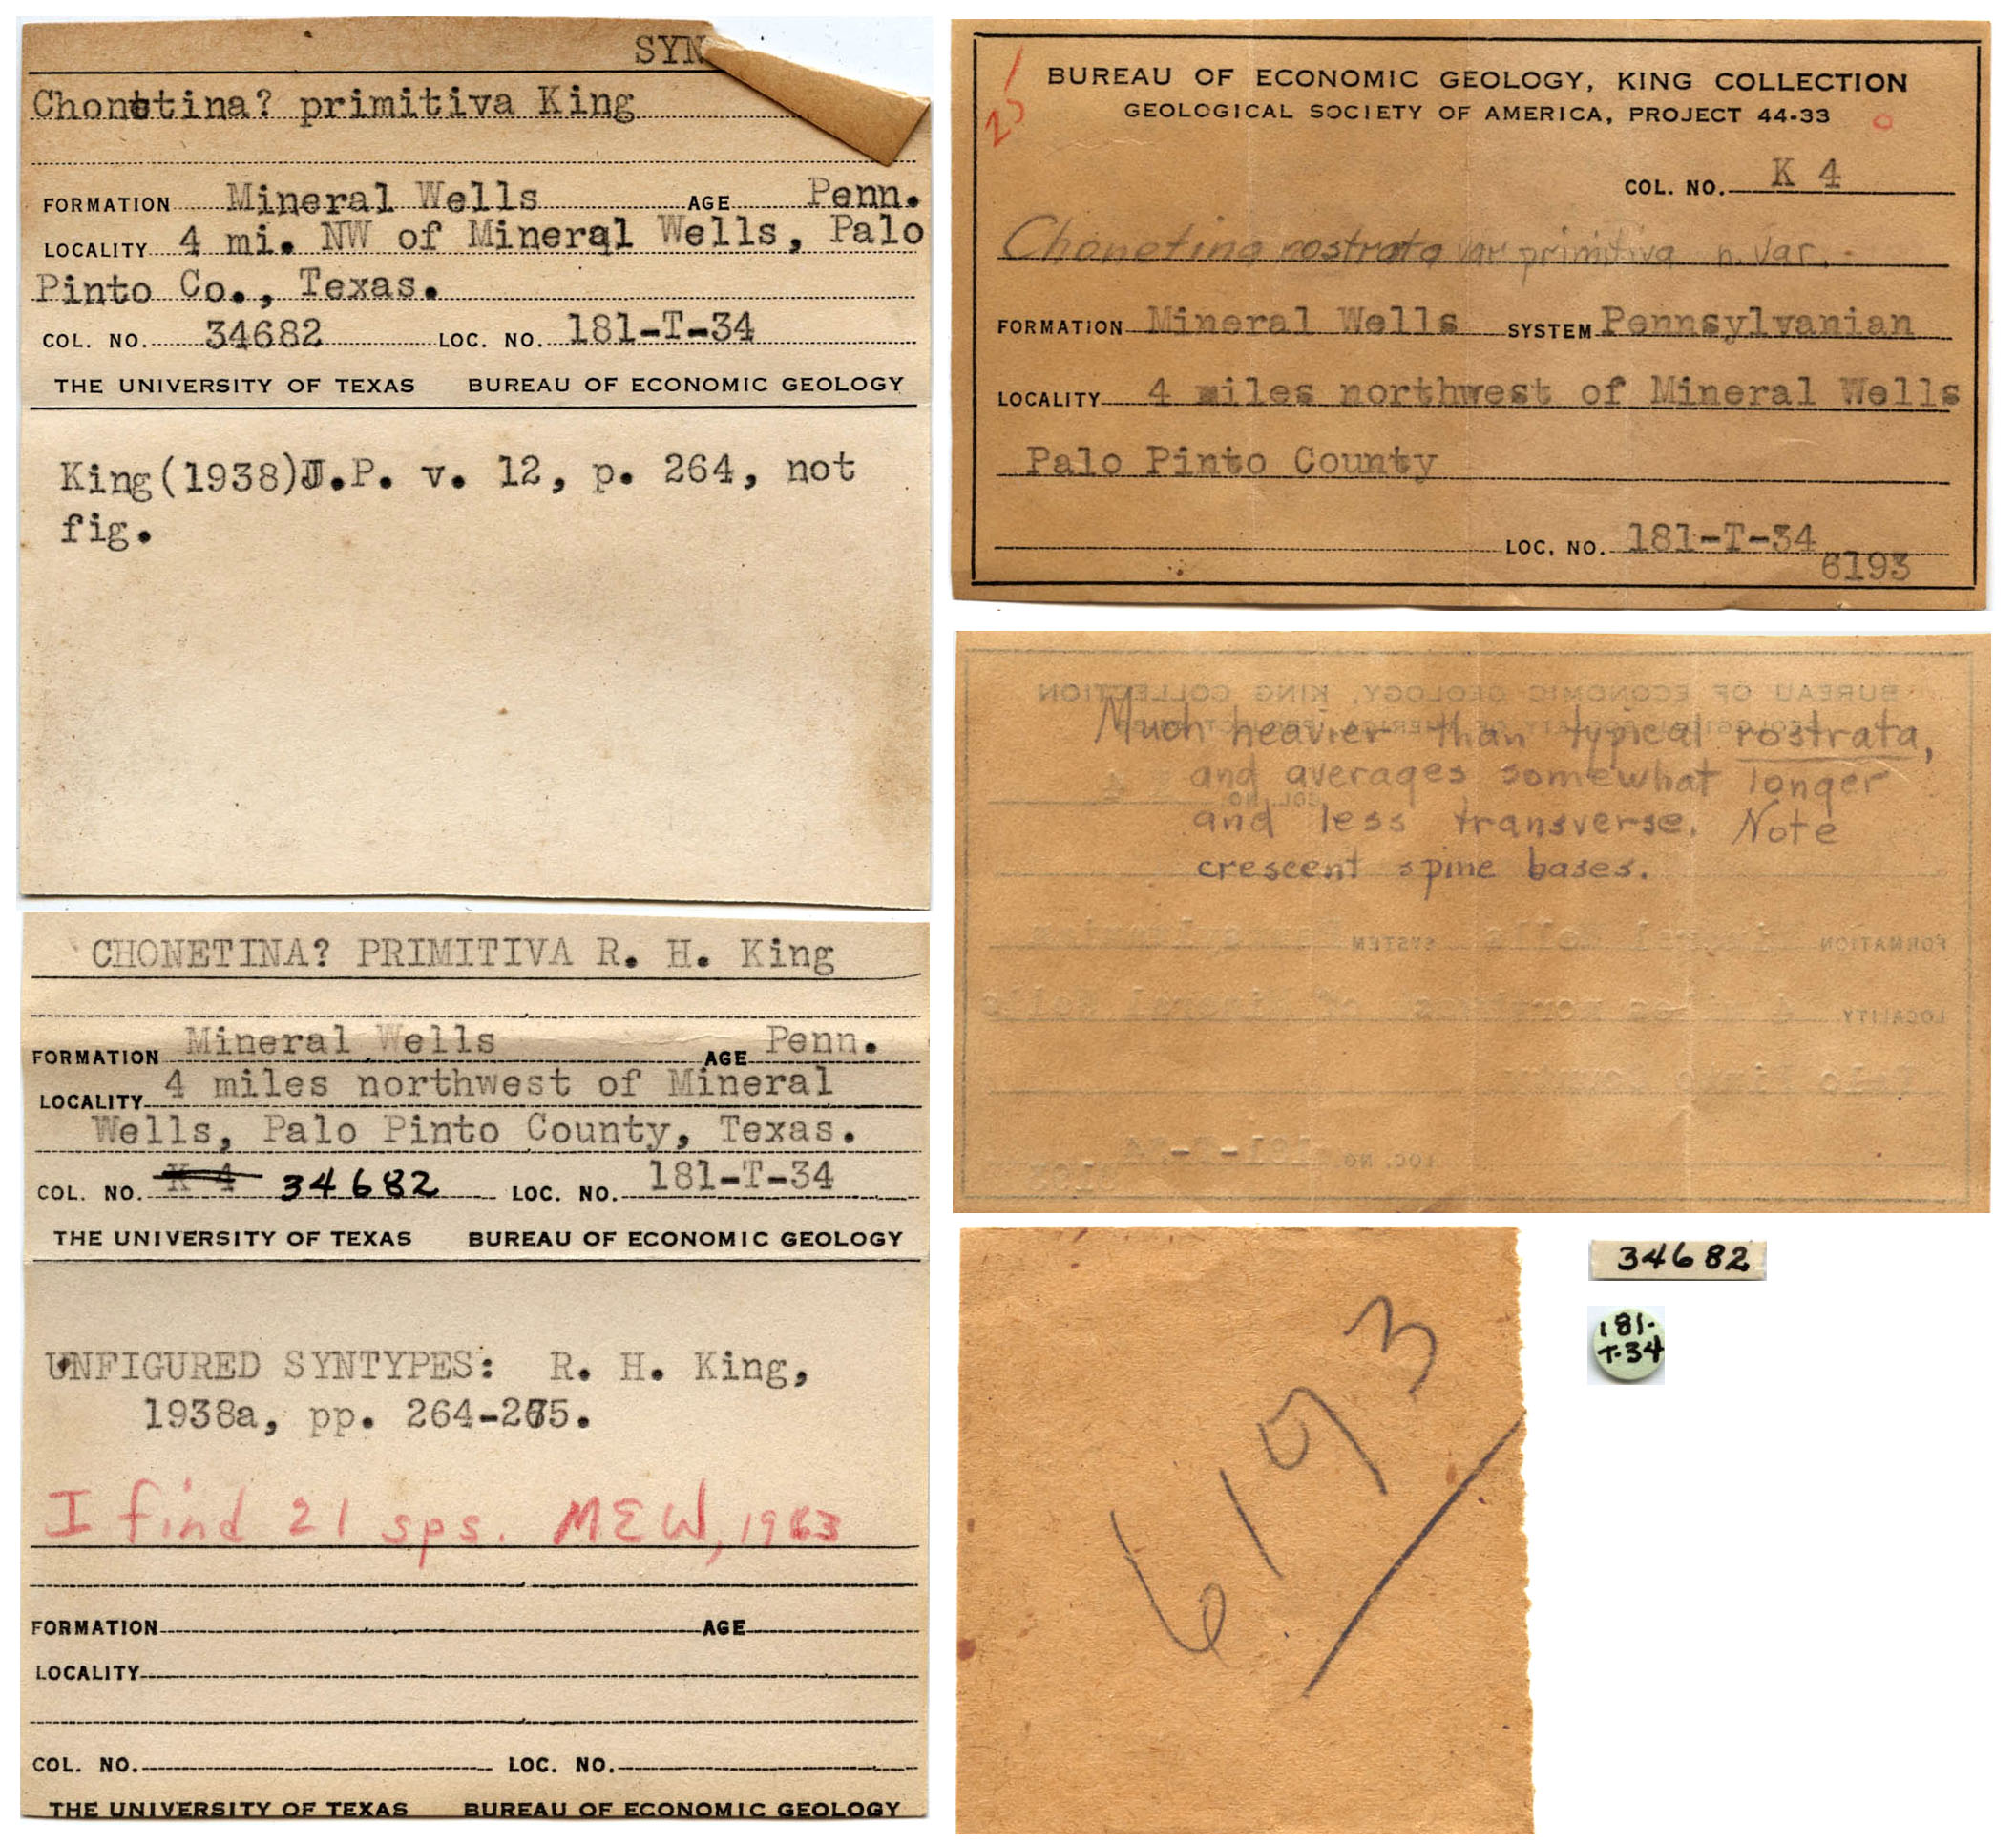 SYN
Chonetina? primitiva King
FORMATION Mineral Wells AGE Penn.
LOCALITY 4 mi. NW of Mineral Wells, Palo
Pinto Co., Texas.
COL. NO. 34682 LOC. NO. 181-T-34
THE UNIVERSITY OF TEXAS BUREAU OF ECONOMIC GEOLOGY
King(1938)J.P. v. 12, p. 264, not
fig.
CHONETINA? PRIMITIVA R. H. King
FORMATION Mineral Wells AGE Penn.
LOCALITY 4 miles northwest of Mineral
Wells, Palo Pinto County, Texas.
COL. NO. K 4 34682 LOC. NO. 181-T-34
THE UNIVERSITY OF TEXAS BUREAU OF ECONOMIC GEOLOGY
UNFIGURED SYNTYPES: R. H. King,
1938a, pp. 264-265.
I find 21 sps. MEW, 1963
FORMATION AGE
LOCALITY
COL. NO. LOC. NO.
THE UNIVERSITY OF TEXAS BUREAU OF ECONOMIC GEOLOGY
25
BUREAU OF ECONOMIC GEOLOGY, KING COLLECTION
GEOLOGICAL SOCIETY OF AMERICA, PROJECT 44-33
COL. NO. K 4
Chonetina rostrata var primitiva n. var.
FORMATION Mineral Wells SYSTEM Pennsylvanian
LOCALITY 4 miles northwest of Mineral Wells
Palo Pinto County
LOC. NO. 181-T-34
6193
Much heavier than typical rostrata,
and averages somewhat longer
and less transverse. Note
crescent spine bases.
6193
34682
181-
T-34